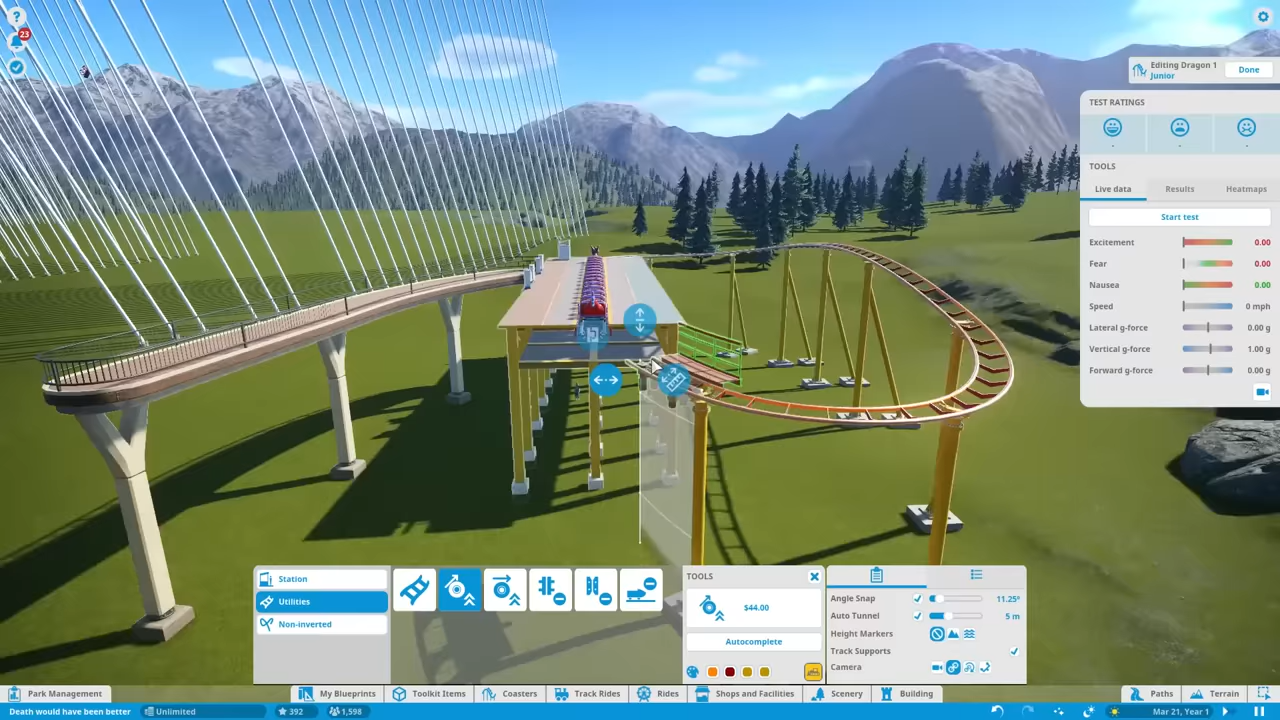 ?
23
Editing Dragon 1
Junior
Done
TEST RATINGS
-
-
-
TOOLS
Live data
Results
Heatmaps
Start test
Excitement 0.00
Fear 0.00
Nausea 0.00
Speed 0 mph
Lateral g-force 0.00 g
Vertical g-force 1.00 g
Forward g-force 0.00 g
Station
Utilities
Non-inverted
TOOLS
$44.00
Autocomplete
Angle Snap 11.25°
Auto Tunnel 5 m
Height Markers
Track Supports
Camera
Park Management
My Blueprints
Toolkit Items
Coasters
Track Rides
Rides
Shops and Facilities
Scenery
Building
Paths
Terrain
Death would have been better
Unlimited
392
1,598
Mar 21, Year 1